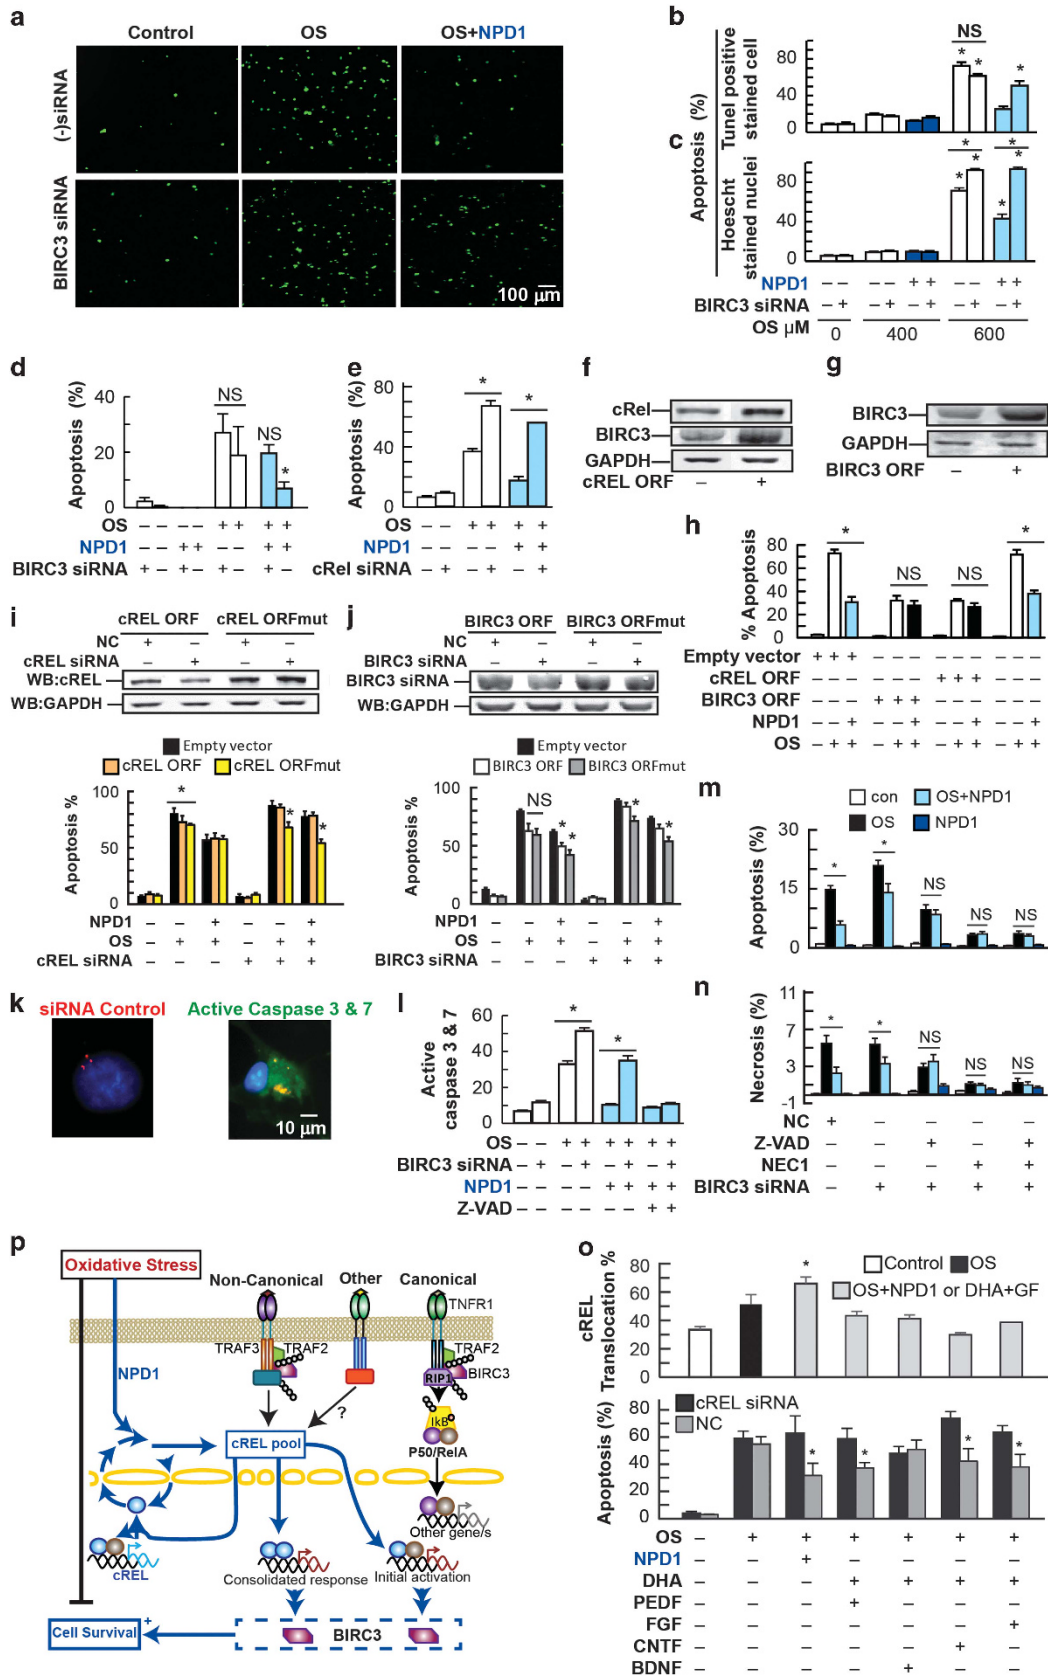 a
Control OS OS+NPD1
(-)siRNA
BIRC3 siRNA
100 µm
b
Apoptosis (%)
Tunel positive stained cell
80
40
0
NS
* * *
c
Hoescht stained nuclei
80
40
0
* *
* * * *
NPD1 – – – – + + – – + +
BIRC3 siRNA – + – + – + – + – +
OS µM 0 400 600
d
Apoptosis (%)
40
20
0
NS
NS
*
OS – – – – + + + +
NPD1 – – + + – – + +
BIRC3 siRNA + – + – + – + –
e
Apoptosis (%)
80
40
0
* *
OS – – + + + +
NPD1 – – – – + +
cRel siRNA – + – + – +
f
cRel
BIRC3
GAPDH
cREL ORF – +
g
BIRC3
GAPDH
BIRC3 ORF – +
h
% Apoptosis
80
60
40
20
0
* NS NS *
Empty vector + + + – – – – – – – – –
cREL ORF – – – – – – + + + – – –
BIRC3 ORF – – – + + + – – – – – –
NPD1 – – + – – + – – + – – +
OS – + + – + + – + + – + +
i
cREL ORF cREL ORFmut
NC + – + –
cREL siRNA – + – +
WB:cREL
WB:GAPDH
Empty vector
cREL ORF cREL ORFmut
Apoptosis %
100
50
0
* * *
NPD1 – – + – – +
OS – + + – + +
cREL siRNA – – – + + +
j
BIRC3 ORF BIRC3 ORFmut
NC + – + –
BIRC3 siRNA – + – +
BIRC3 siRNA
WB:GAPDH
Empty vector
BIRC3 ORF BIRC3 ORFmut
Apoptosis %
100
50
0
NS * * * *
NPD1 – – + – – +
OS – + + – + +
BIRC3 siRNA – – – + + +
k
siRNA Control Active Caspase 3 & 7
10 µm
l
Active caspase 3 & 7
60
40
20
0
* *
OS – – + + + + + +
BIRC3 siRNA – + – + – + – +
NPD1 – – – – + + + +
Z-VAD – – – – – – + +
m
con OS+NPD1
OS NPD1
Apoptosis (%)
30
15
0
* * NS NS NS
n
Necrosis (%)
11
7
3
-1
* * NS NS NS
NC + – – – –
Z-VAD – – + – +
NEC1 – – – + +
BIRC3 siRNA – + + + +
p
Oxidative Stress
Non-Canonical Other Canonical
TNFR1
TRAF3 TRAF2 TRAF2
NPD1
RIP1 BIRC3
?
IkB
cREL pool
P50/RelA
Other gene/s
cREL
Consolidated response Initial activation
Cell Survival + BIRC3
o
Control OS
OS+NPD1 or DHA+GF
cREL Translocation %
80
60
40
20
0
*
cREL siRNA
NC
Apoptosis (%)
80
60
40
20
0
* * * *
OS – + + + + + +
NPD1 – – + – – – –
DHA – – – + + + +
PEDF – – – + – – –
FGF – – – – – – +
CNTF – – – – – + –
BDNF – – – – + – –